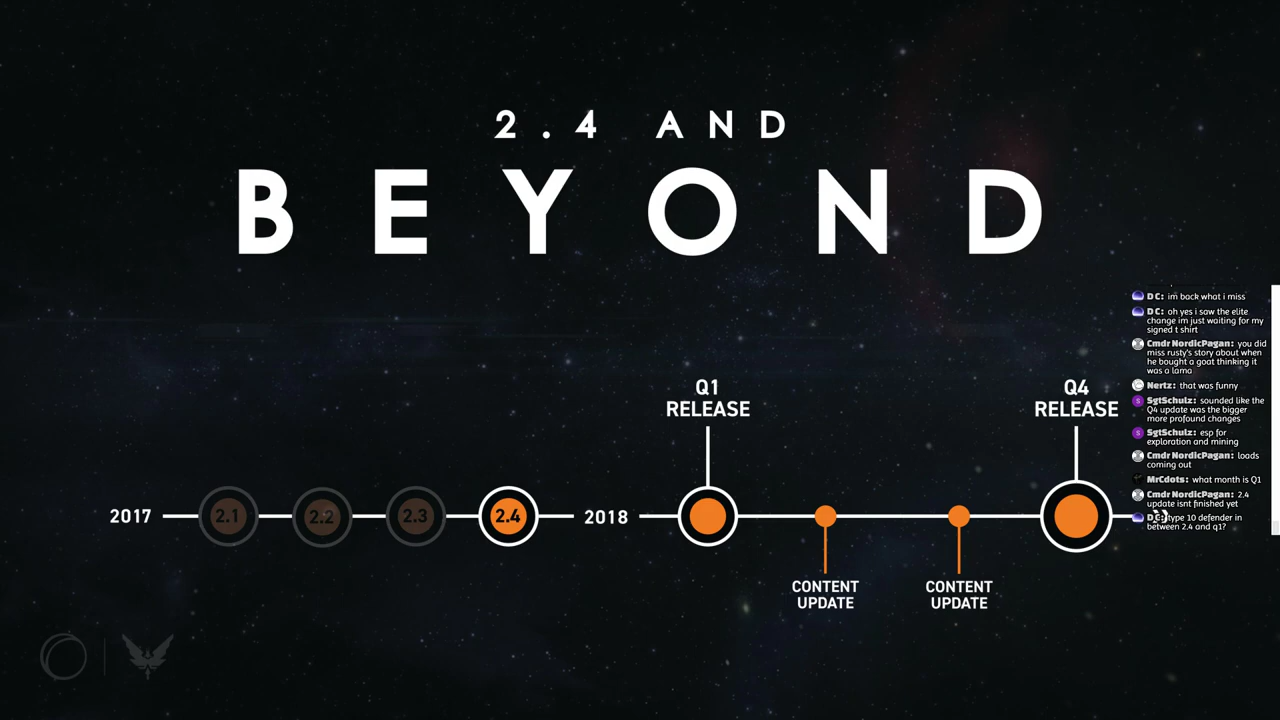 2.4 AND
BEYOND
Q1
RELEASE
Q4
RELEASE
2017
2.1
2.2
2.3
2.4
2018
CONTENT
UPDATE
CONTENT
UPDATE
D C: im back what i miss
D C: oh yes i saw the elite
change im just waiting for my
signed t shirt
Cmdr NordicPagan: you did
miss rusty's story about when
he bought a goat thinking it
was a lama
Nertz: that was funny
S
SgtSchulz: sounded like the
Q4 update was the bigger
more profound changes
S
SgtSchulz: esp for
exploration and mining
Cmdr NordicPagan: loads
coming out
MrCdots: what month is Q1
Cmdr NordicPagan: 2.4
update isnt finished yet
D C: type 10 defender in
between 2.4 and q1?